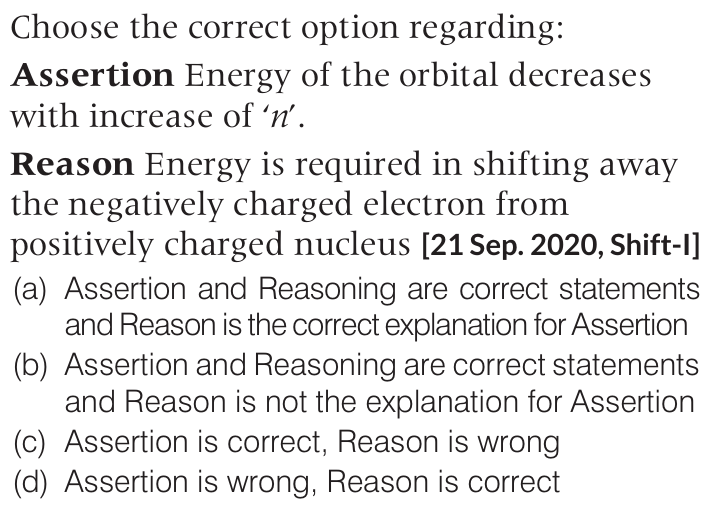 Choose the correct option regarding:
Assertion Energy of the orbital decreases
with increase of ‘n’.
Reason Energy is required in shifting away
the negatively charged electron from
positively charged nucleus [21 Sep. 2020, Shift-I]
(a) Assertion and Reasoning are correct statements
and Reason is the correct explanation for Assertion
(b) Assertion and Reasoning are correct statements
and Reason is not the explanation for Assertion
(c) Assertion is correct, Reason is wrong
(d) Assertion is wrong, Reason is correct